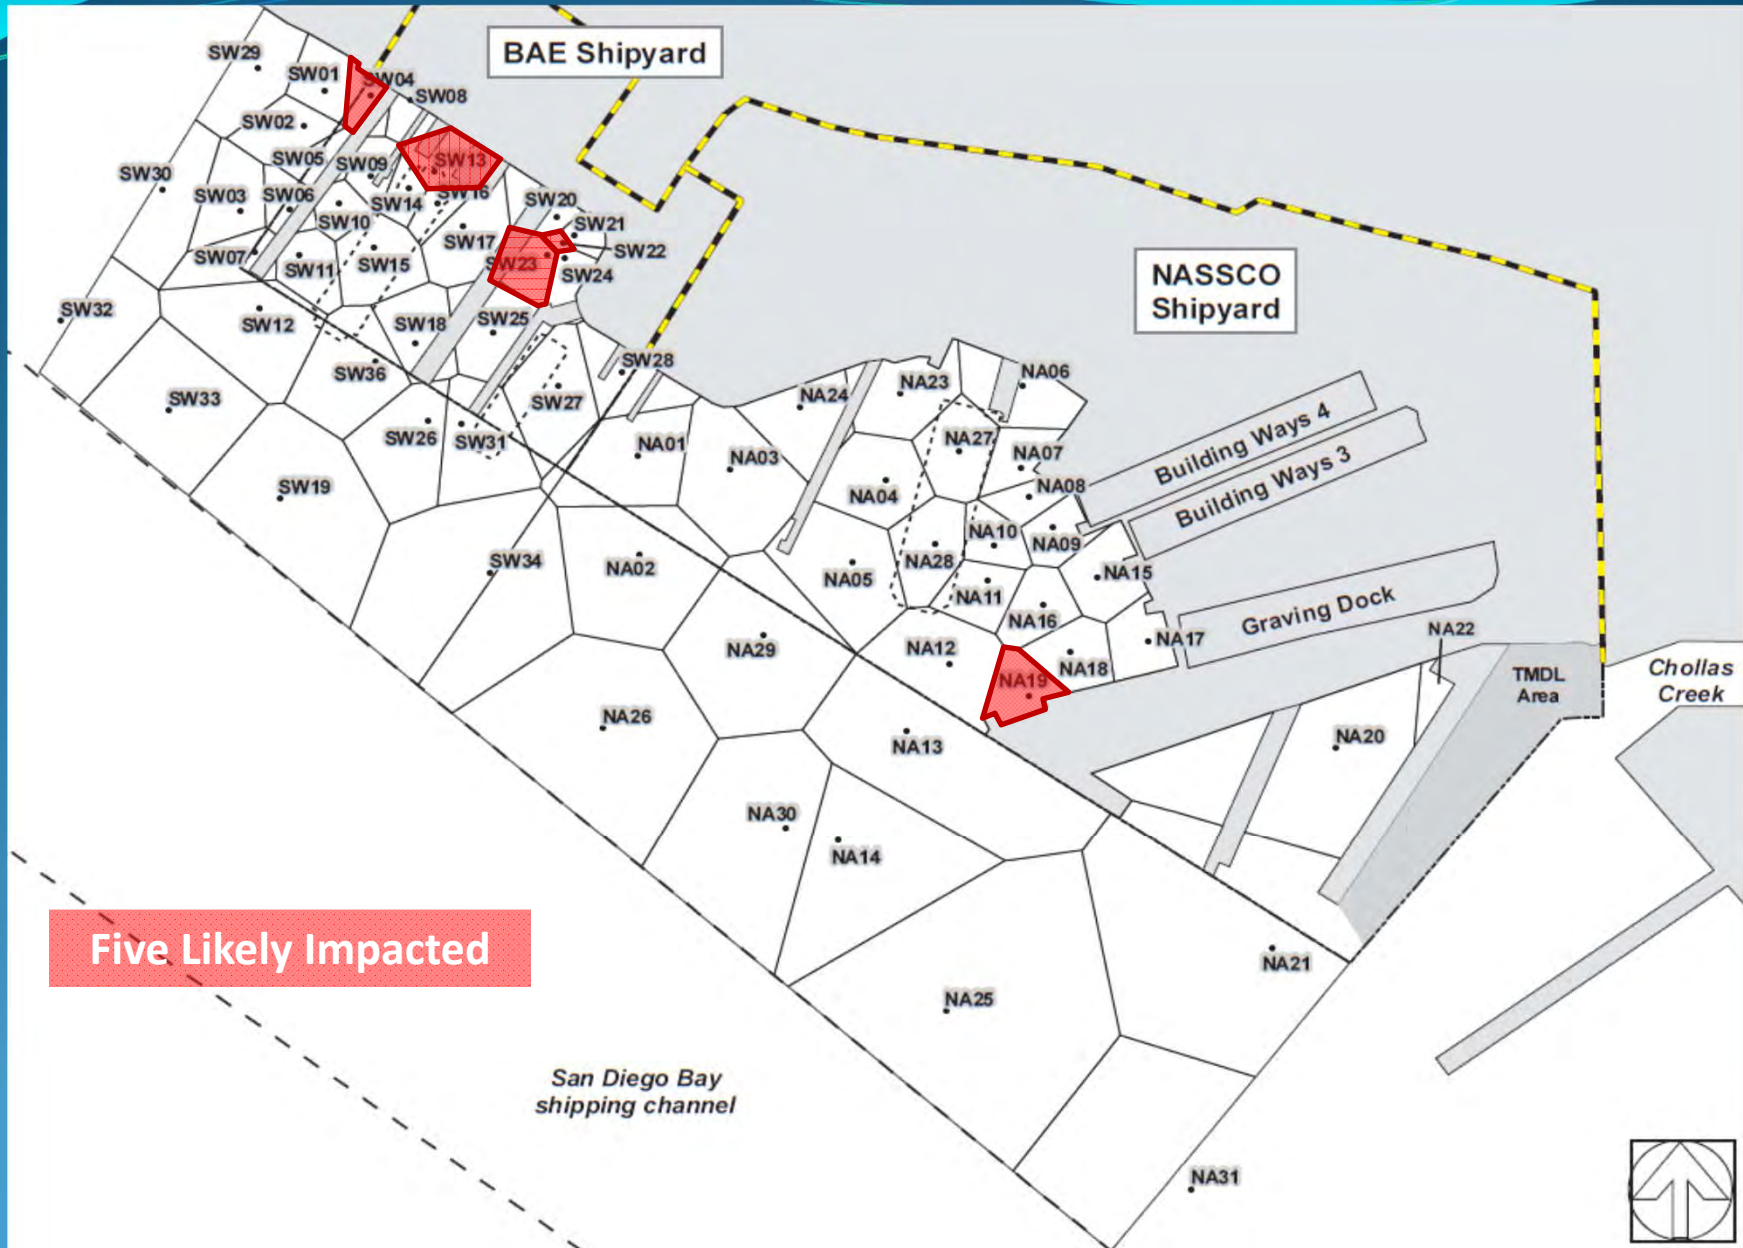 BAE Shipyard
SW29
SW01
SW04
SW08
SW02
SW05
SW09
SW13
SW30
SW03
SW06
SW14
SW16
SW20
SW10
SW21
SW17
SW22
SW07
SW11
SW15
SW23
SW24
NASSCO
Shipyard
SW32
SW12
SW18
SW25
SW36
SW28
SW33
SW27
NA24
NA23
NA06
SW26
SW31
NA01
NA03
NA27
NA07
Building Ways 4
Building Ways 3
SW19
NA04
NA08
NA10
NA09
SW34
NA02
NA05
NA28
NA15
NA11
NA16
Graving Dock
NA12
NA17
NA22
NA29
NA18
NA19
TMDL
Area
Chollas
Creek
NA26
NA13
NA20
NA30
NA14
Five Likely Impacted
NA21
NA25
San Diego Bay
shipping channel
NA31